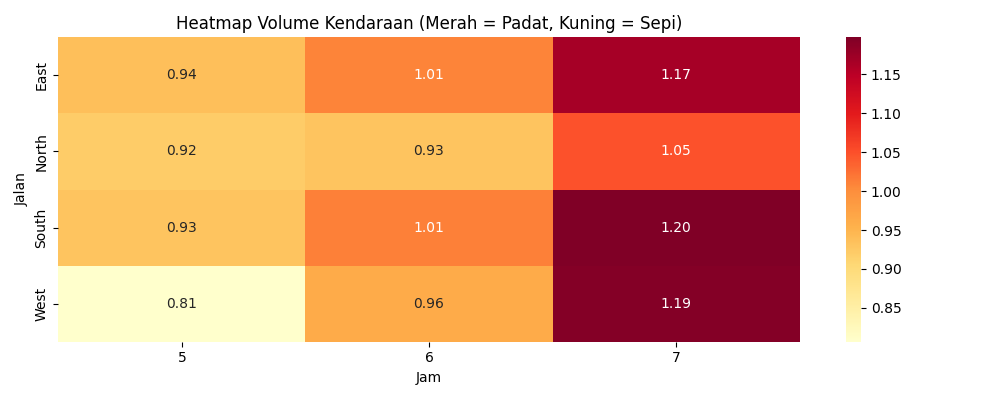 Heatmap Volume Kendaraan (Merah = Padat, Kuning = Sepi)
Jalan
East
0.94 1.01 1.17
North
0.92 0.93 1.05
South
0.93 1.01 1.20
West
0.81 0.96 1.19
5 6 7
Jam
1.15
1.10
1.05
1.00
0.95
0.90
0.85